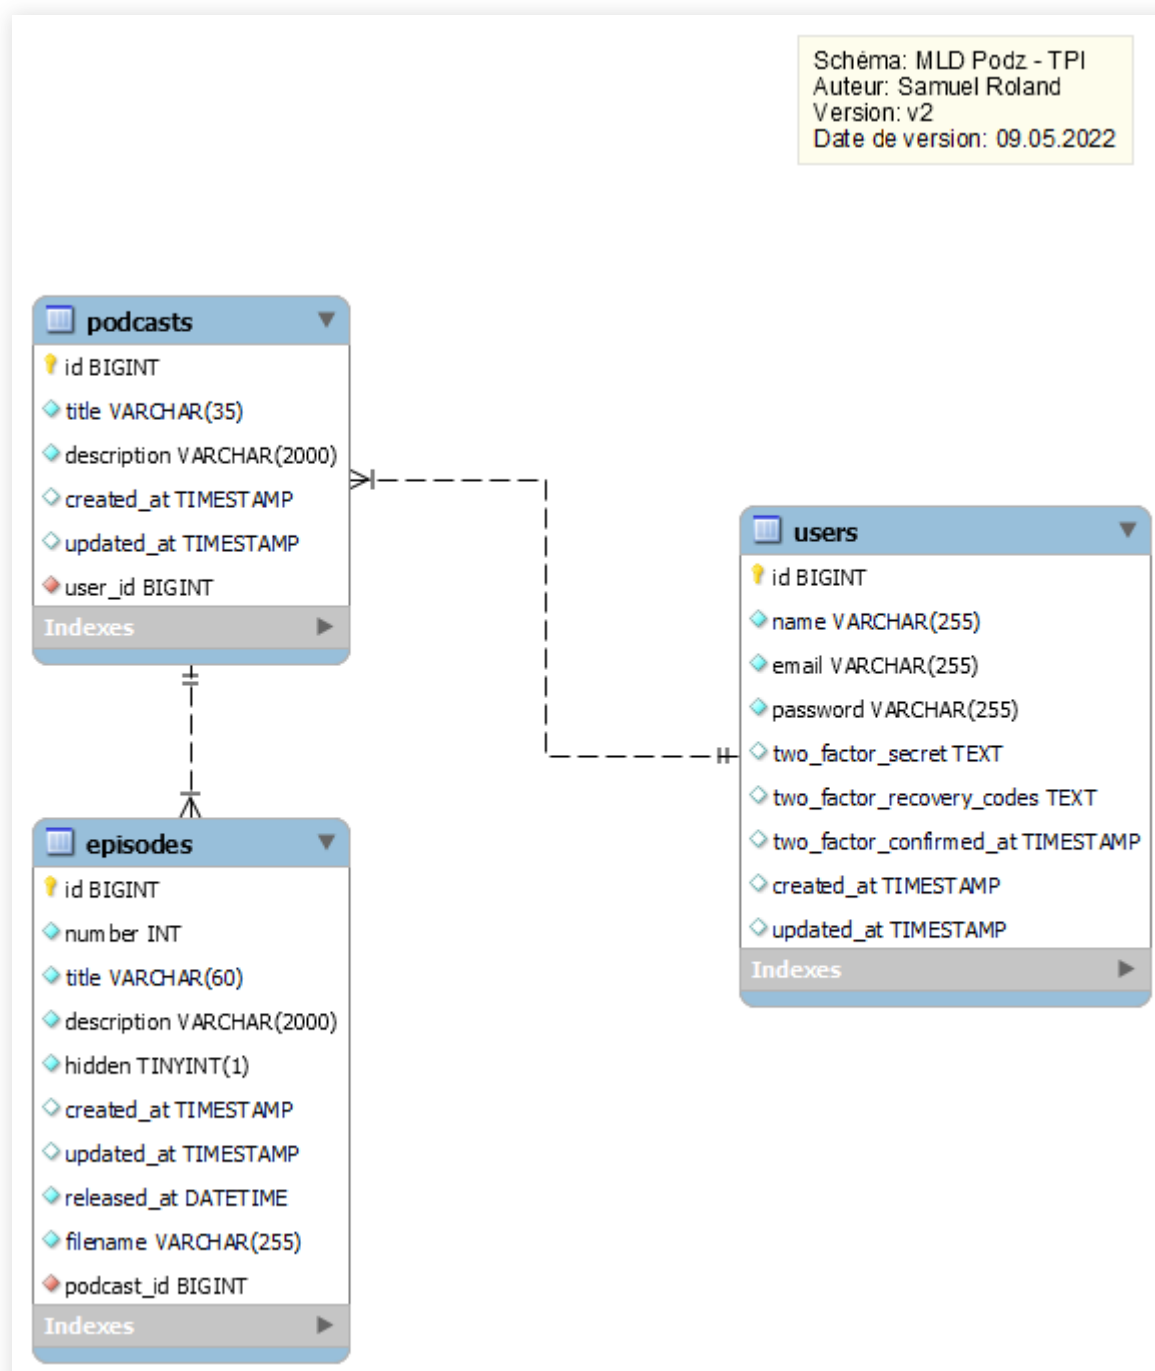 Schéma: MLD Podz - TPI
Auteur: Samuel Roland
Version: v2
Date de version: 09.05.2022
podcasts
id BIGINT
title VARCHAR(35)
description VARCHAR(2000)
created_at TIMESTAMP
updated_at TIMESTAMP
user_id BIGINT
Indexes
users
id BIGINT
name VARCHAR(255)
email VARCHAR(255)
password VARCHAR(255)
two_factor_secret TEXT
two_factor_recovery_codes TEXT
two_factor_confirmed_at TIMESTAMP
created_at TIMESTAMP
updated_at TIMESTAMP
Indexes
episodes
id BIGINT
number INT
title VARCHAR(60)
description VARCHAR(2000)
hidden TINYINT(1)
created_at TIMESTAMP
updated_at TIMESTAMP
released_at DATETIME
filename VARCHAR(255)
podcast_id BIGINT
Indexes